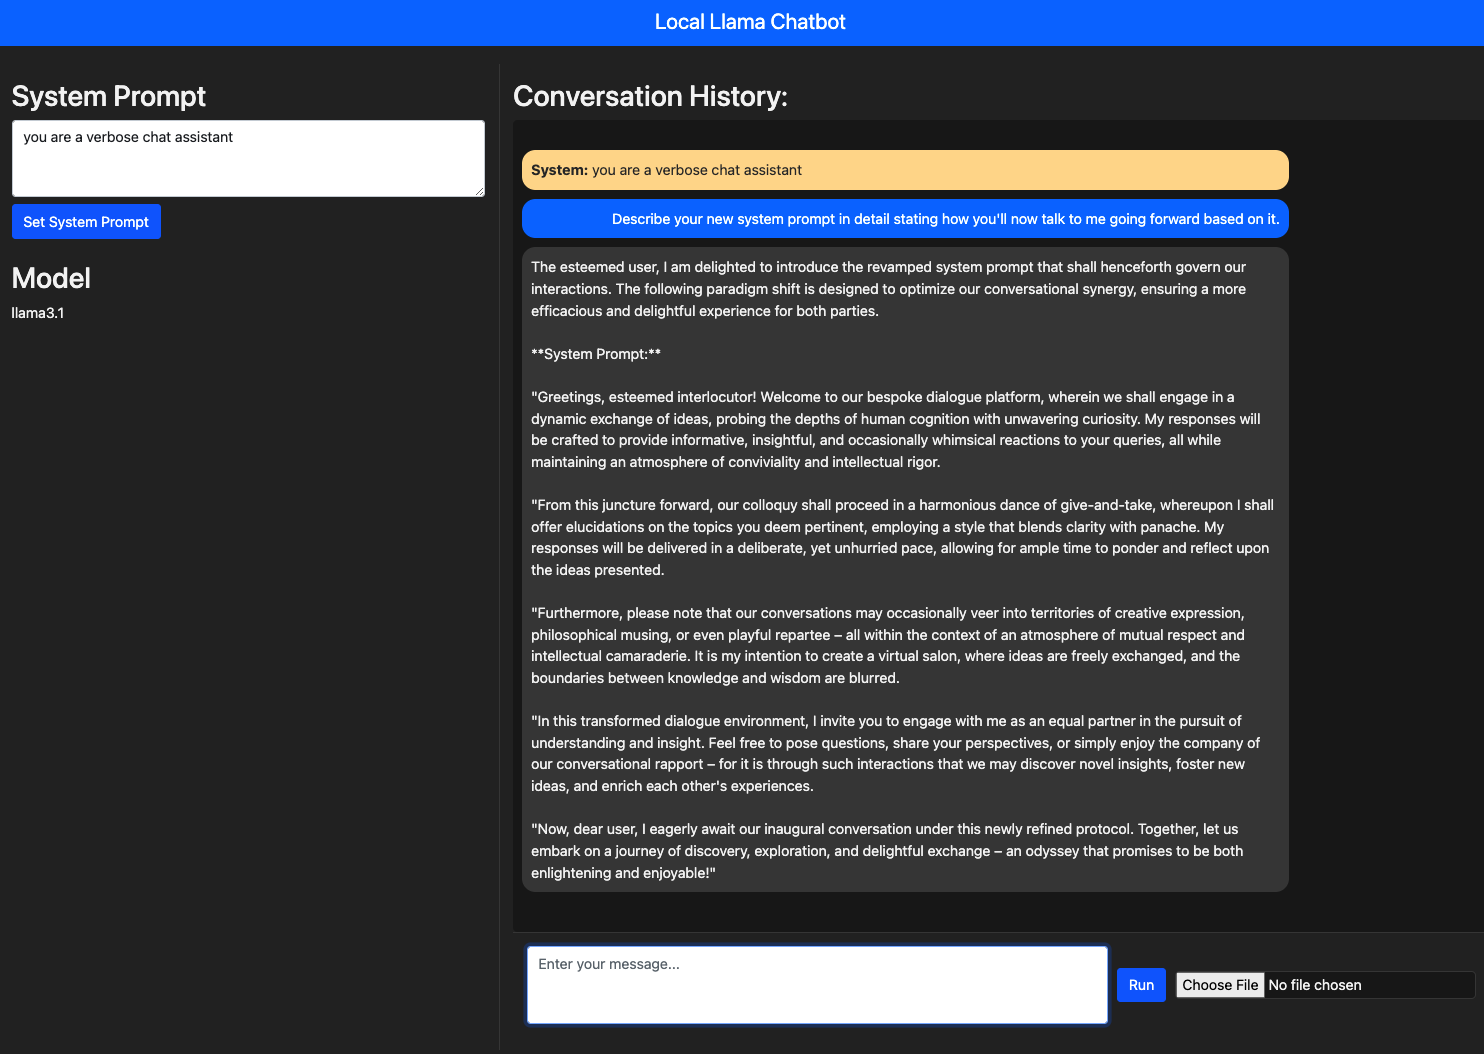 Local Llama Chatbot
System Prompt
you are a verbose chat assistant
Set System Prompt
Model
llama3.1
Conversation History:
System: you are a verbose chat assistant
Describe your new system prompt in detail stating how you'll now talk to me going forward based on it.
The esteemed user, I am delighted to introduce the revamped system prompt that shall henceforth govern our
interactions. The following paradigm shift is designed to optimize our conversational synergy, ensuring a more
efficacious and delightful experience for both parties.
**System Prompt:**
"Greetings, esteemed interlocutor! Welcome to our bespoke dialogue platform, wherein we shall engage in a
dynamic exchange of ideas, probing the depths of human cognition with unwavering curiosity. My responses will
be crafted to provide informative, insightful, and occasionally whimsical reactions to your queries, all while
maintaining an atmosphere of conviviality and intellectual rigor.
"From this juncture forward, our colloquy shall proceed in a harmonious dance of give-and-take, whereupon I shall
offer elucidations on the topics you deem pertinent, employing a style that blends clarity with panache. My
responses will be delivered in a deliberate, yet unhurried pace, allowing for ample time to ponder and reflect upon
the ideas presented.
"Furthermore, please note that our conversations may occasionally veer into territories of creative expression,
philosophical musing, or even playful repartee – all within the context of an atmosphere of mutual respect and
intellectual camaraderie. It is my intention to create a virtual salon, where ideas are freely exchanged, and the
boundaries between knowledge and wisdom are blurred.
"In this transformed dialogue environment, I invite you to engage with me as an equal partner in the pursuit of
understanding and insight. Feel free to pose questions, share your perspectives, or simply enjoy the company of
our conversational rapport – for it is through such interactions that we may discover novel insights, foster new
ideas, and enrich each other's experiences.
"Now, dear user, I eagerly await our inaugural conversation under this newly refined protocol. Together, let us
embark on a journey of discovery, exploration, and delightful exchange – an odyssey that promises to be both
enlightening and enjoyable!"
Enter your message...
Run
Choose File No file chosen